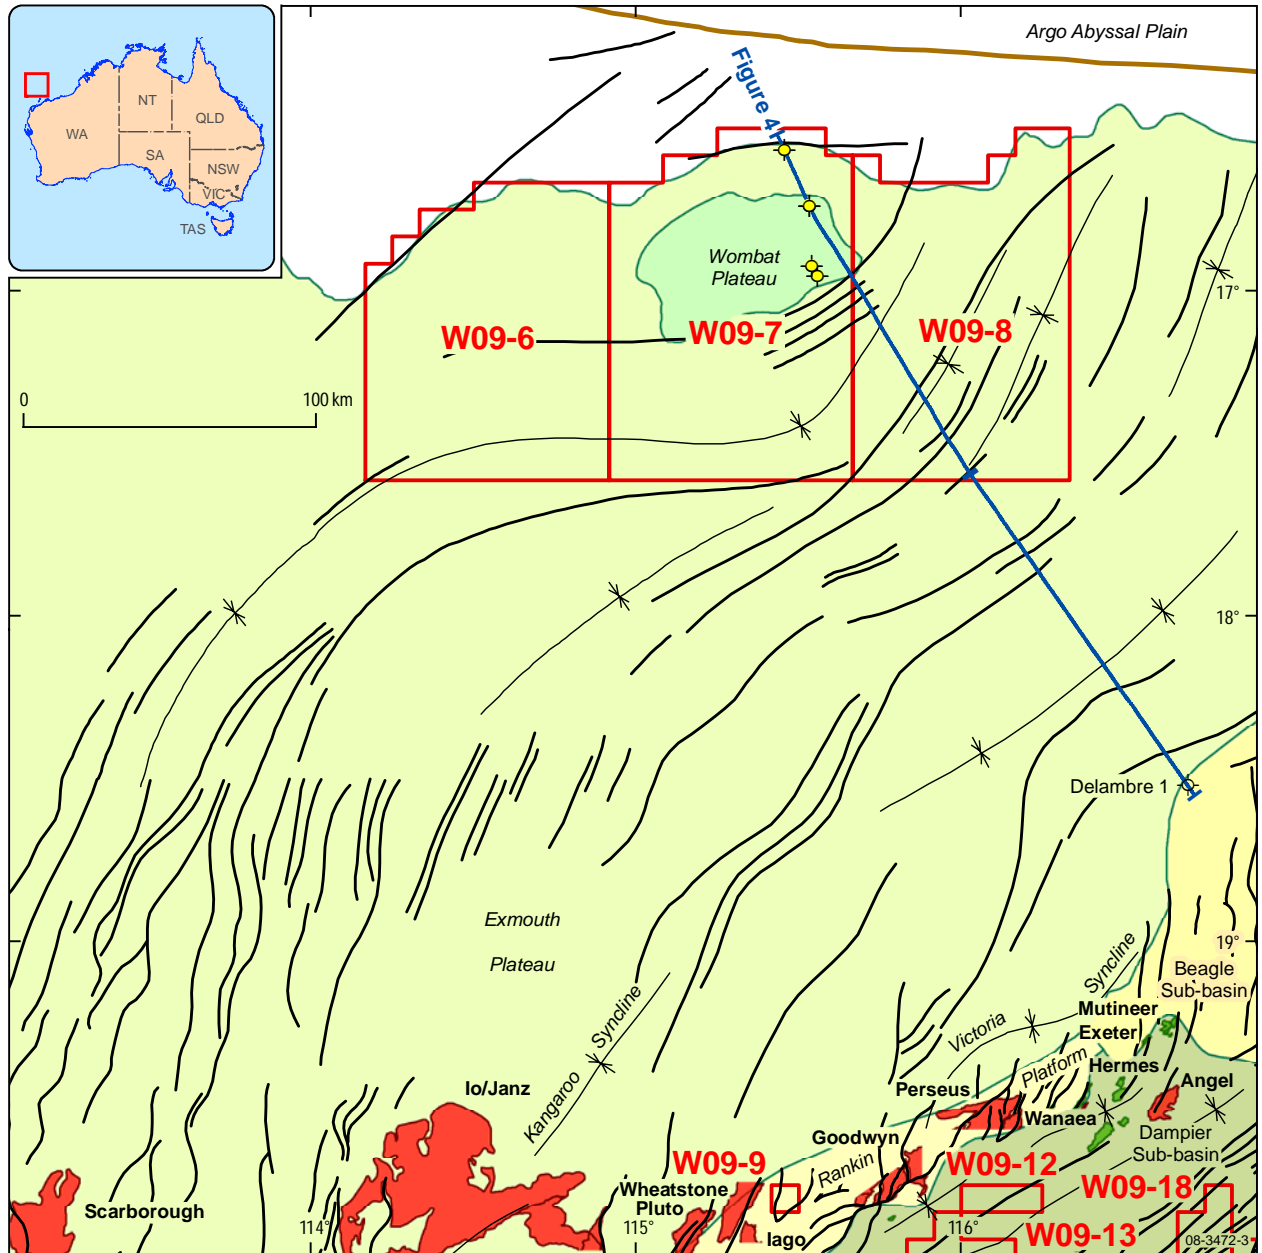 Argo Abyssal Plain
Figure 4
NT
QLD
WA
SA
NSW
VIC
TAS
Wombat
Plateau
17°
W09-6
W09-7
W09-8
0
100 km
18°
Delambre 1
Exmouth
Plateau
19°
Beagle
Sub-basin
Syncline
Mutineer
Exeter
Victoria
Kangaroo Syncline
Platform
Hermes
Io/Janz
Perseus
Angel
Wanaea
Goodwyn
Dampier
Sub-basin
W09-9
Rankin
W09-12
Wheatstone
Pluto
W09-18
Scarborough
114°
115°
116°
W09-13
Iago
08-3472-3